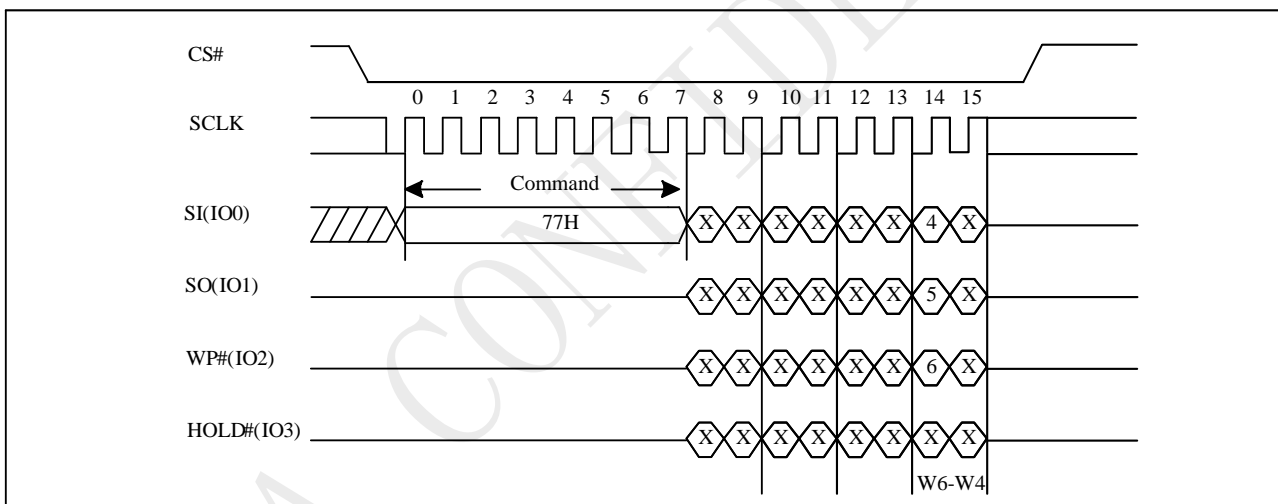 CS#
0 1 2 3 4 5 6 7 8 9 10 11 12 13 14 15
SCLK
Command
SI(IO0) 77H X X X X X X 4 X
SO(IO1) X X X X X X 5 X
WP#(IO2) X X X X X X 6 X
HOLD#(IO3) X X X X X X X X
W6-W4